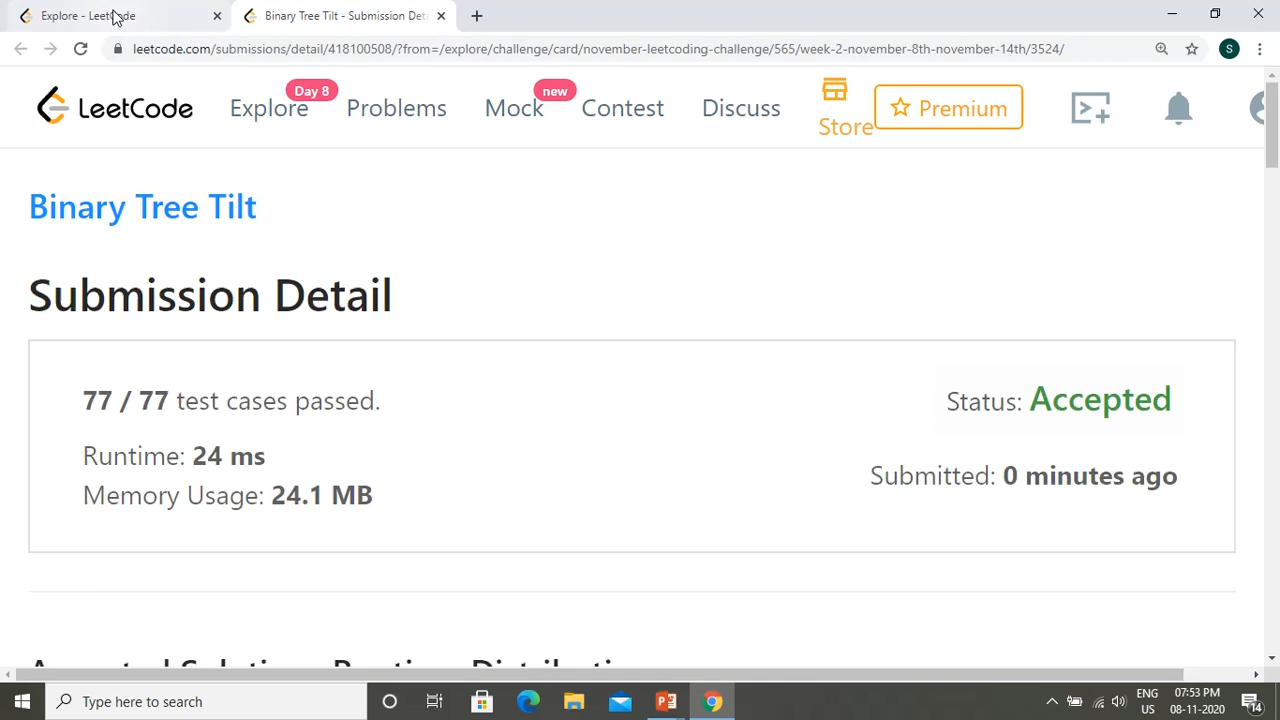 Explore - LeetCode
Binary Tree Tilt - Submission Det
leetcode.com/submissions/detail/418100508/?from=/explore/challenge/card/november-leetcoding-challenge/565/week-2-november-8th-november-14th/3524/
S
LeetCode
Explore
Day 8
Problems
Mock
new
Contest
Discuss
Store
Premium
Binary Tree Tilt
Submission Detail
77 / 77 test cases passed.
Status: Accepted
Runtime: 24 ms
Memory Usage: 24.1 MB
Submitted: 0 minutes ago
Type here to search
ENG
US
07:53 PM
08-11-2020
14